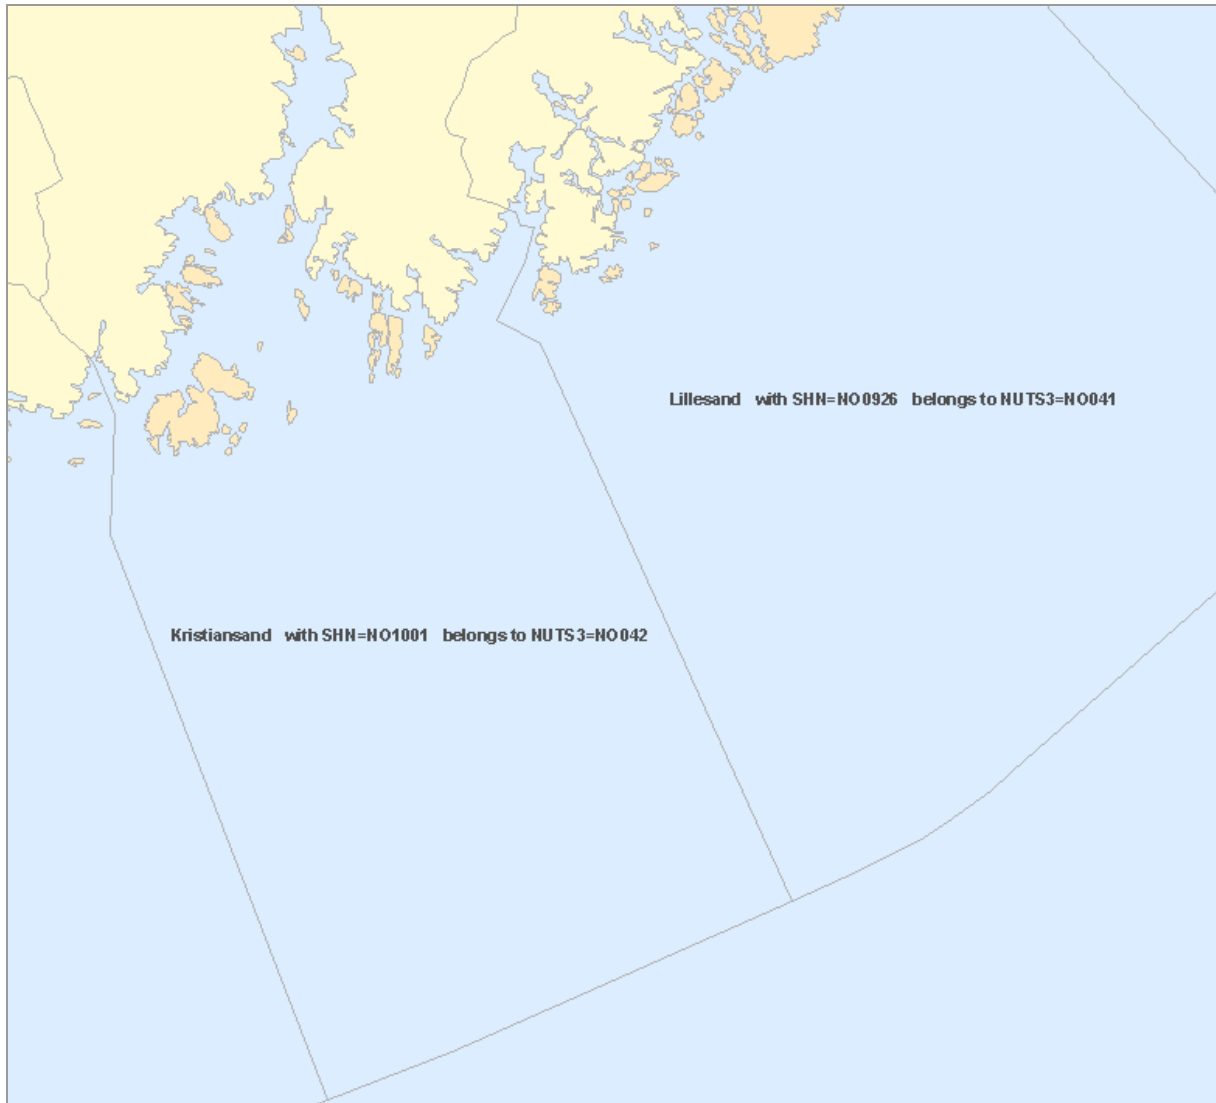 Lillesand with SHN=NO0926 belongs to NUTS3=NO041
Kristiansand with SHN=NO1001 belongs to NUTS3=NO042